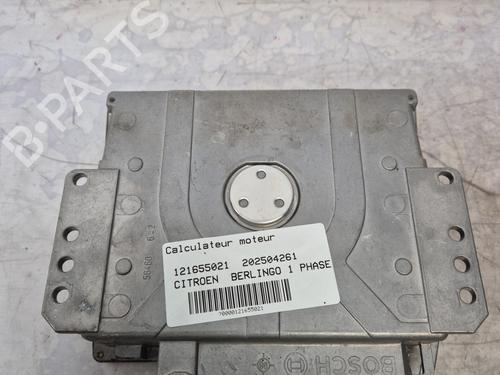 B-PARTS
Calculateur moteur
121655021 202504261
CITROEN BERLINGO 1 PHASE
70000121655021
BOSCH